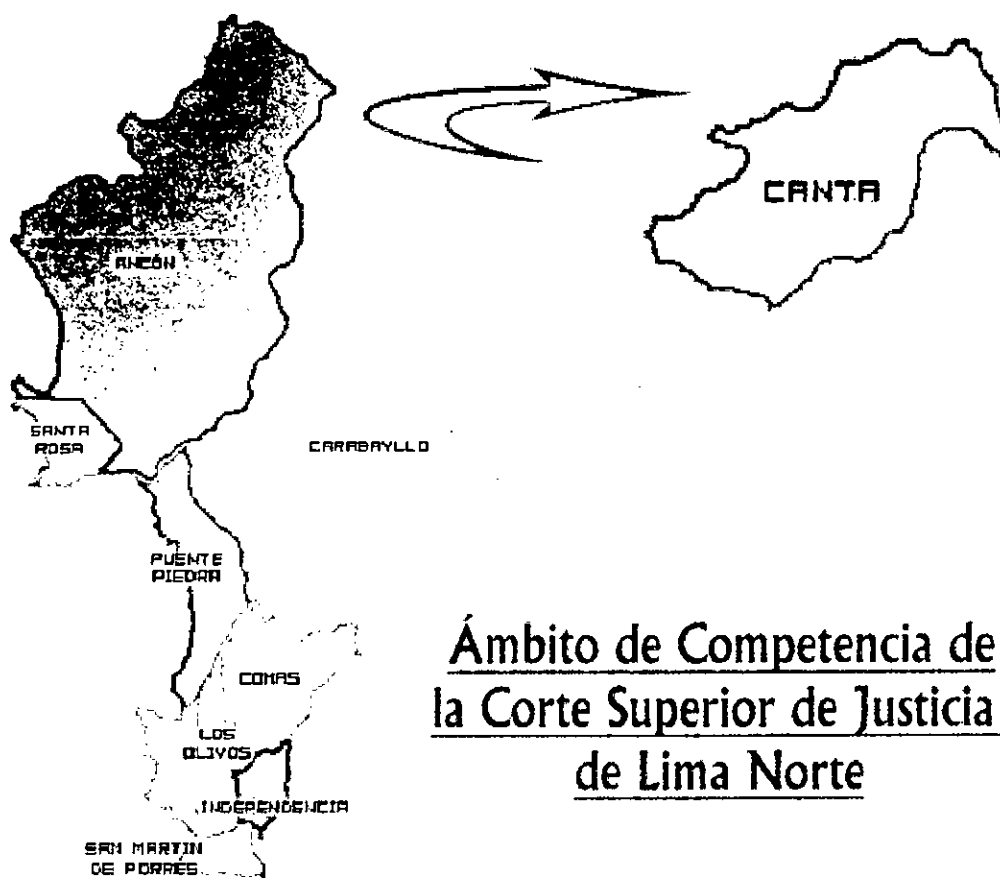 CANTA
ANCÓN
SANTA
ROSA
CARABAYLLO
PUENTE
PIEDRA
COMAS
LOS
OLIVOS
INDEPENDENCIA
SAN MARTIN
DE PORRES
Ámbito de Competencia de
la Corte Superior de Justicia
de Lima Norte